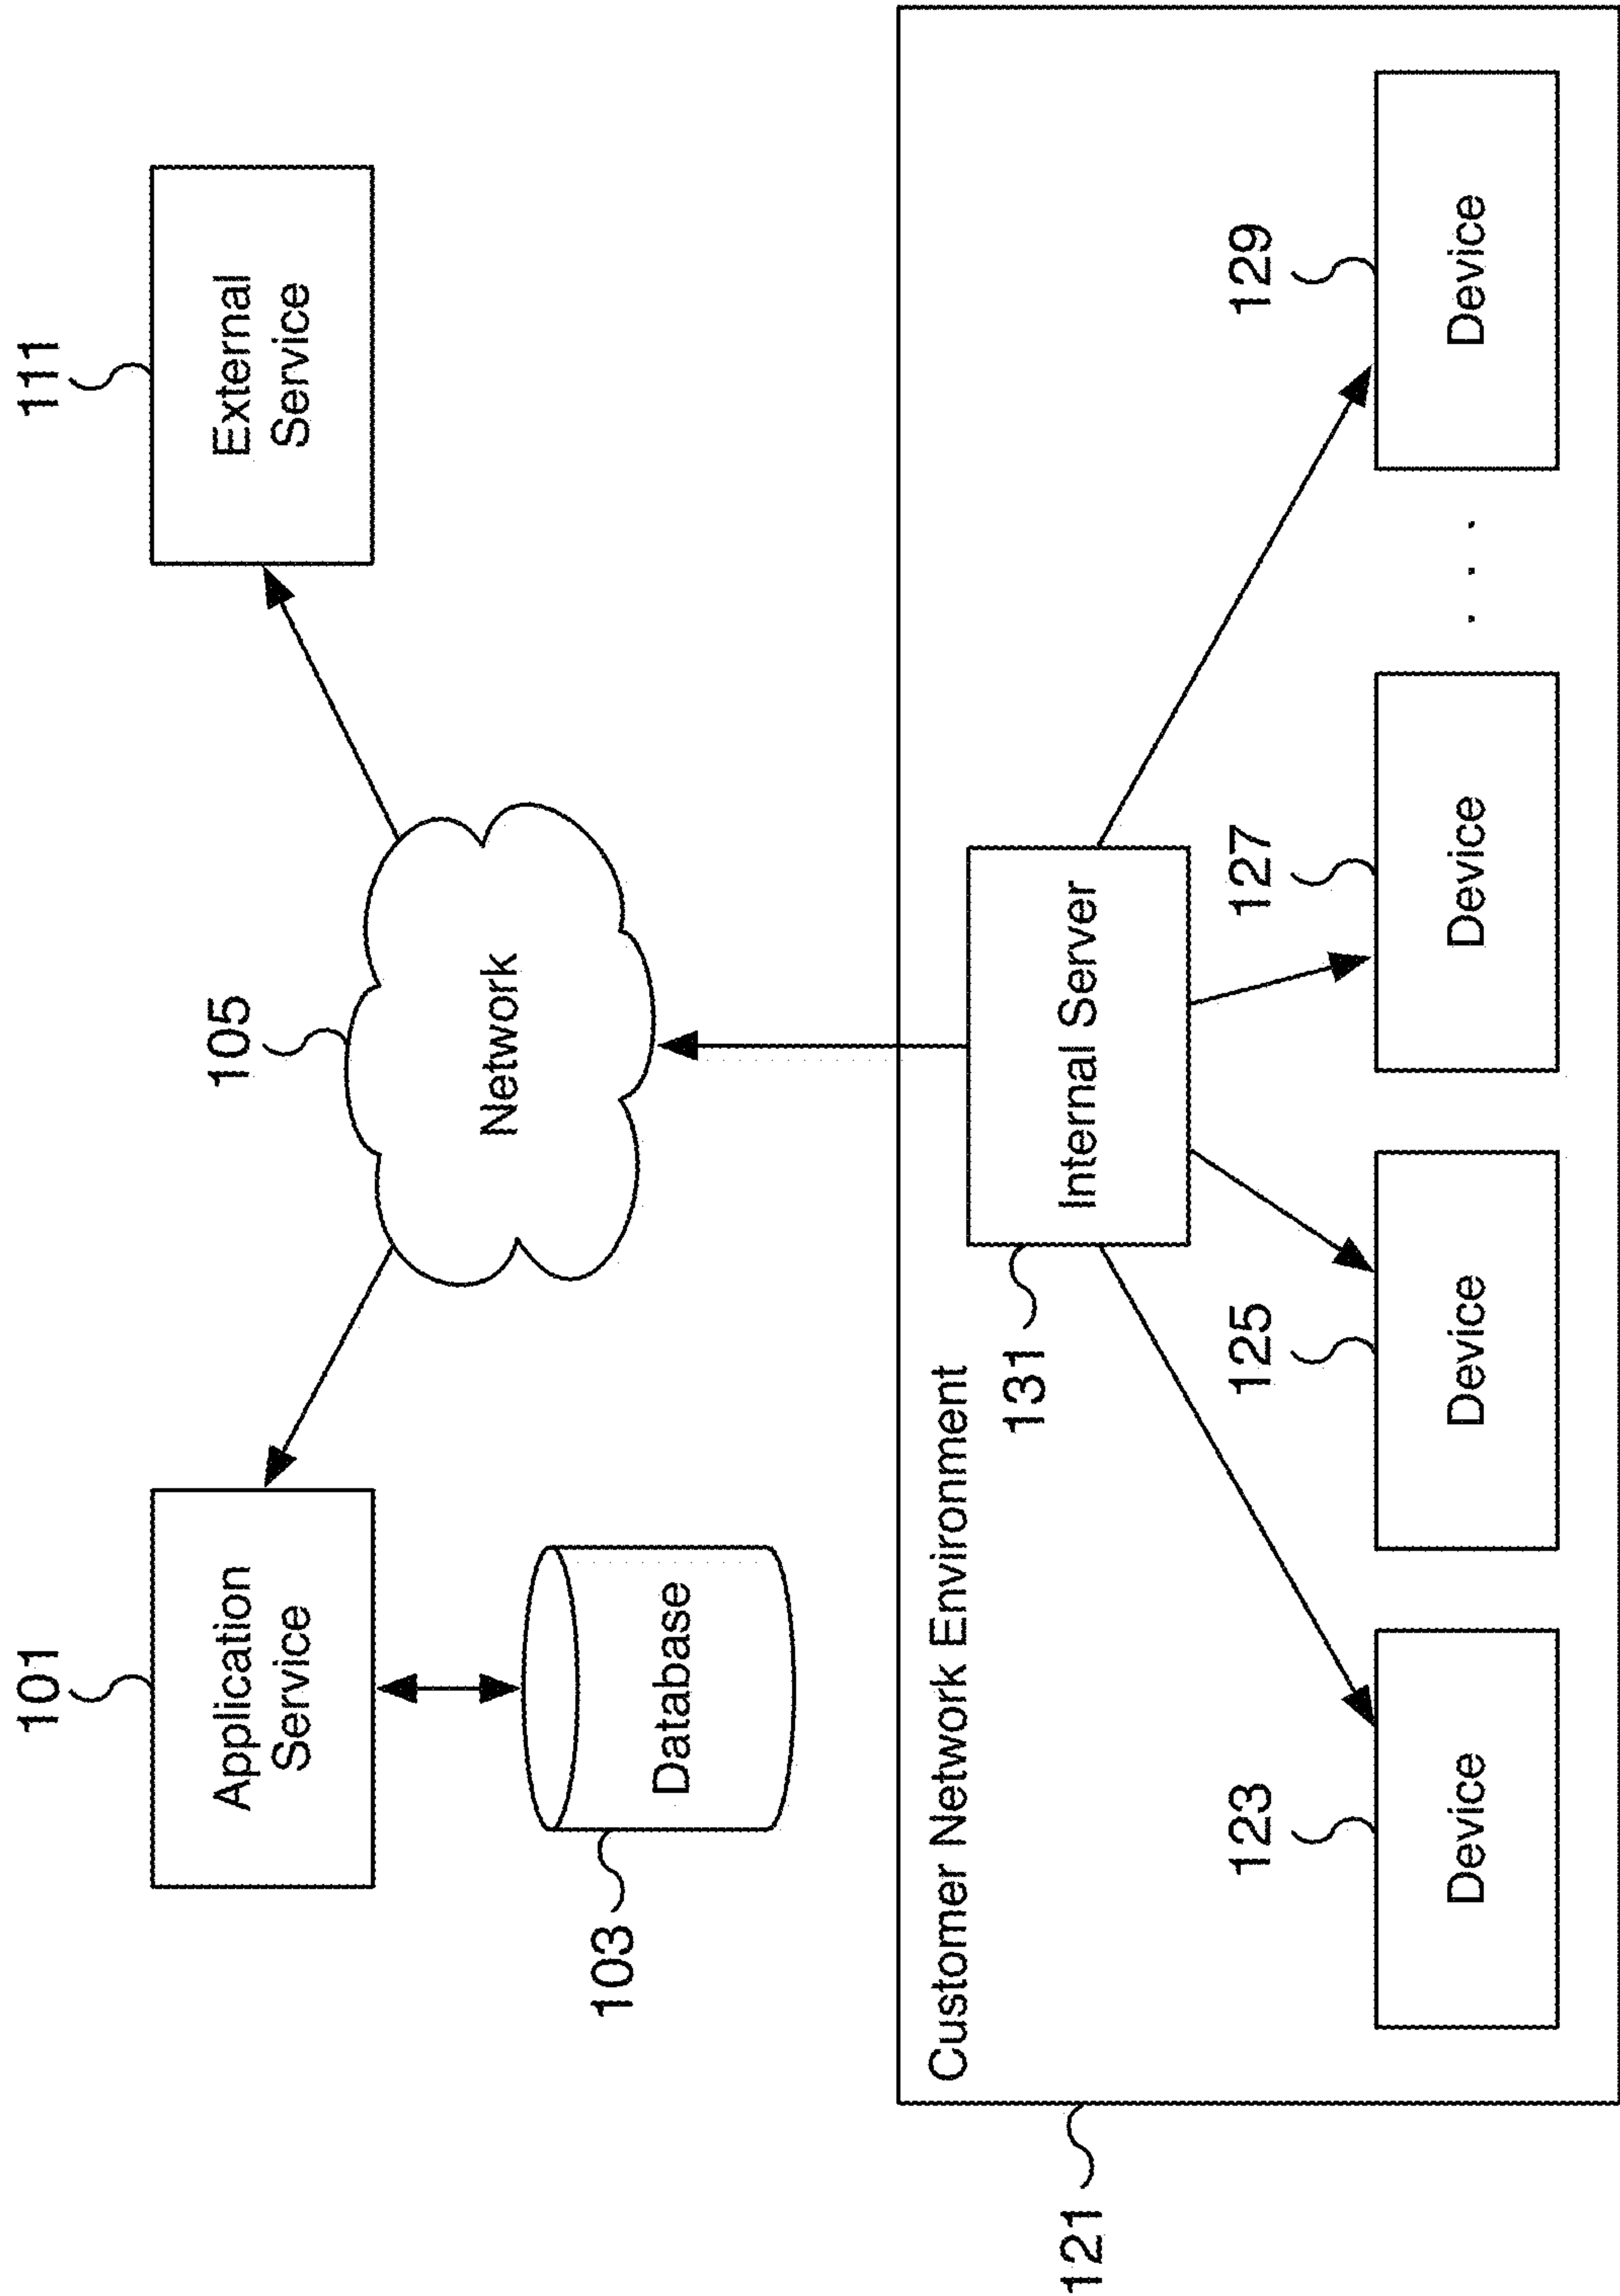 101
111
Application
Service
External
Service
105
Network
103
Database
Customer Network Environment
121
131
Internal Server
123
125
127
129
Device
Device
Device
. . .
Device